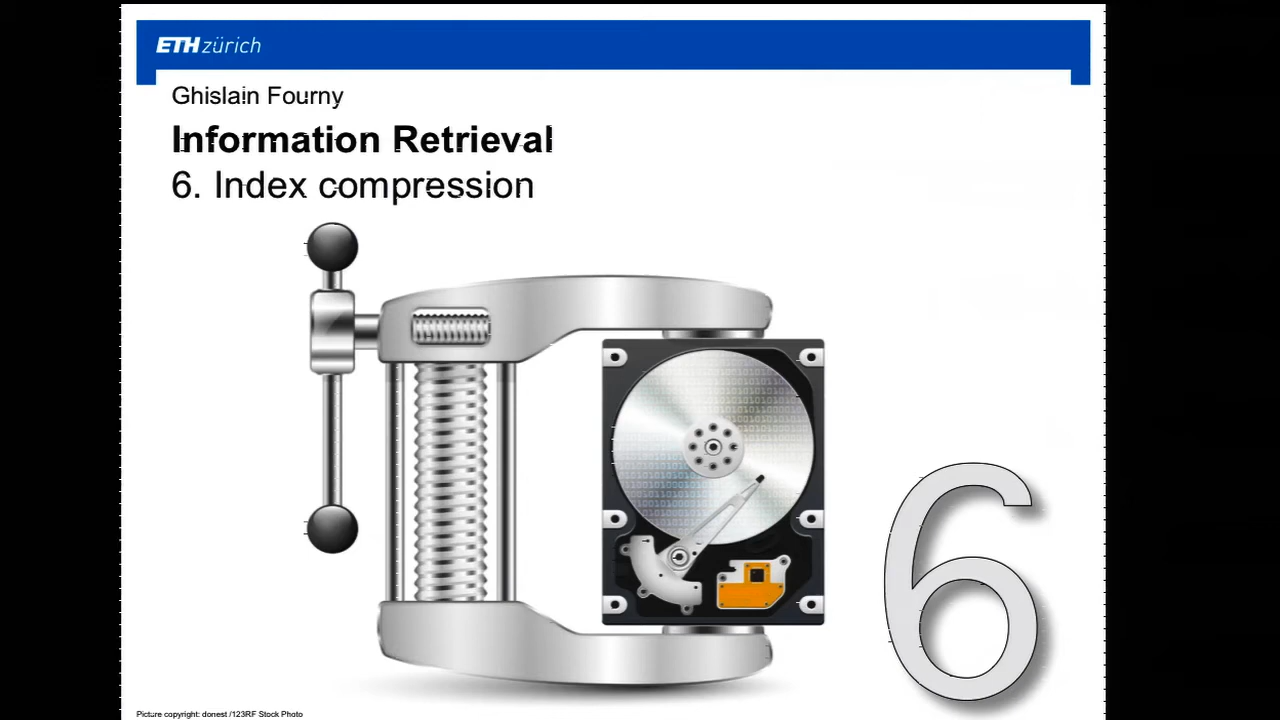 ETH zürich
Ghislain Fourny
Information Retrieval
6. Index compression
6
Picture copyright: donest /123RF Stock Photo